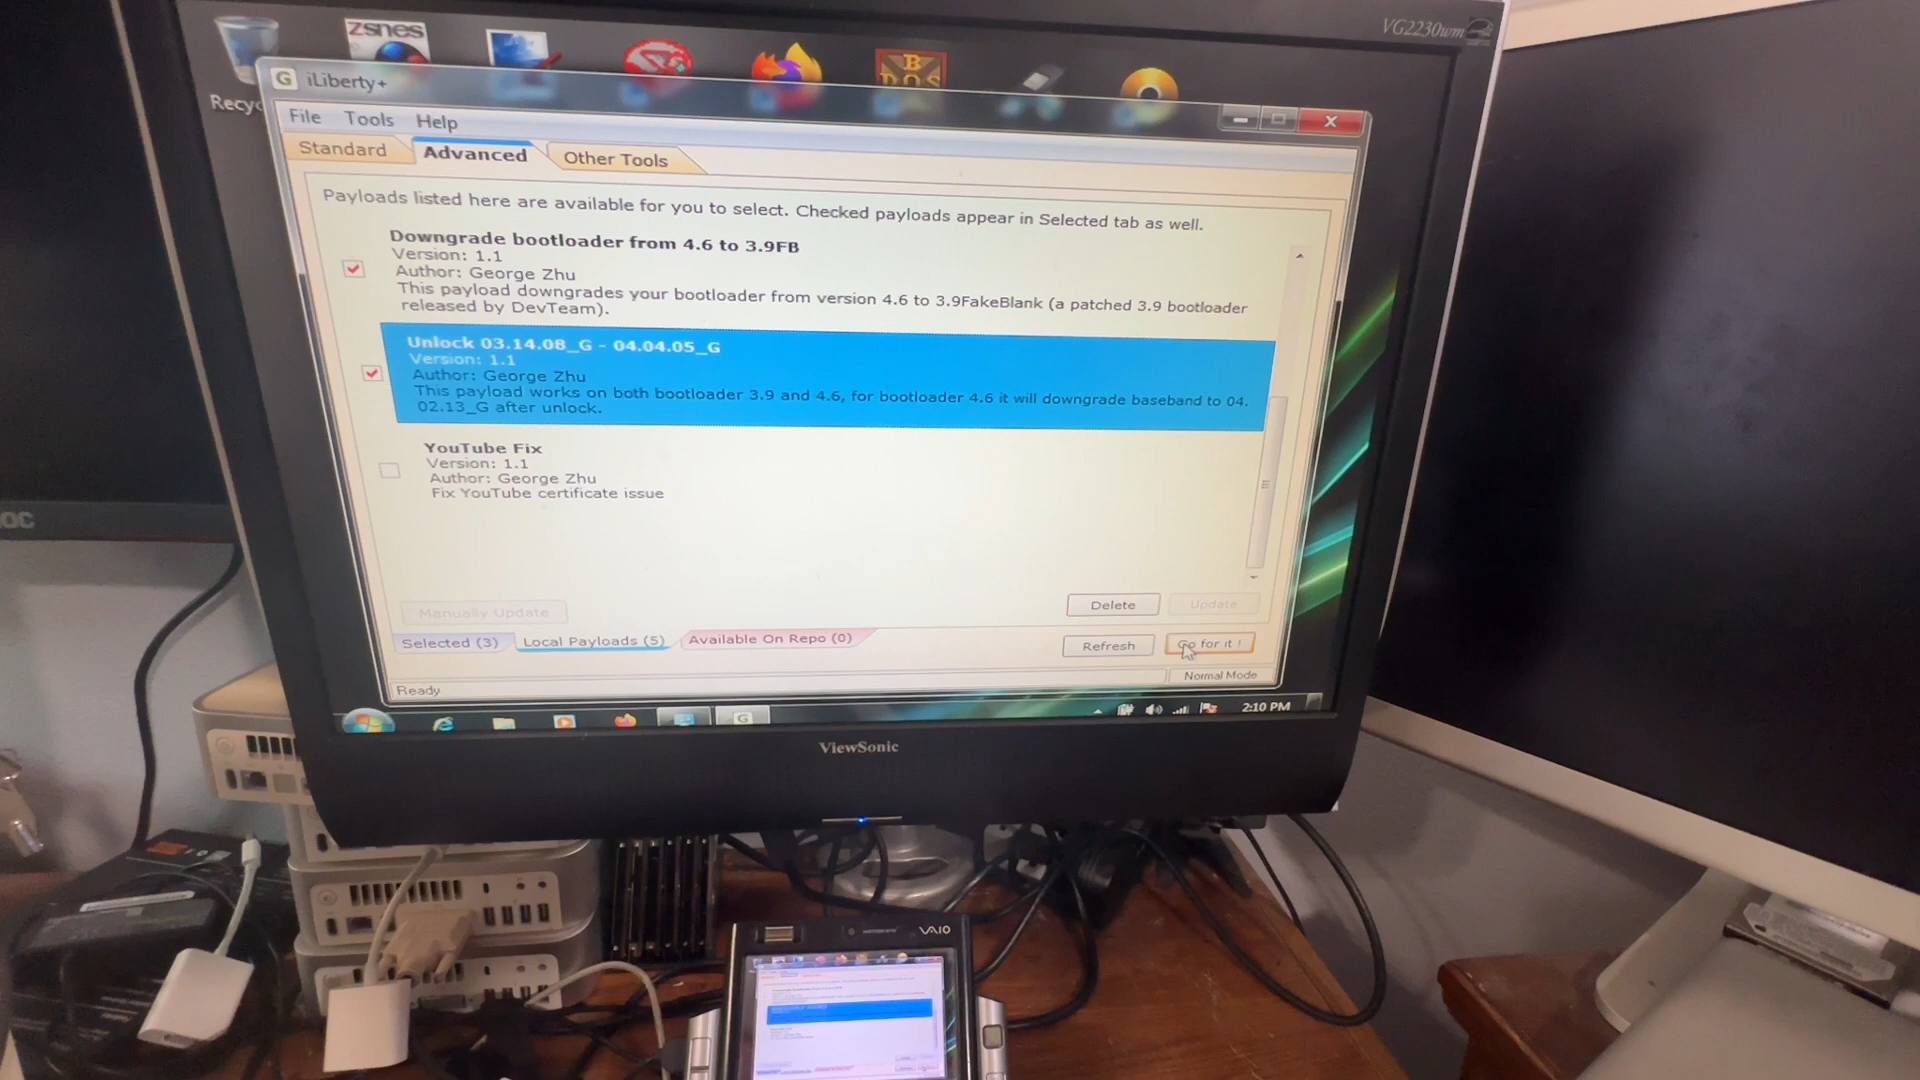 VG2230wm
zsnes
B
DOS
Recyc
G iLiberty+
File Tools Help
Standard Advanced Other Tools
Payloads listed here are available for you to select. Checked payloads appear in Selected tab as well.
Downgrade bootloader from 4.6 to 3.9FB
Version: 1.1
Author: George Zhu
This payload downgrades your bootloader from version 4.6 to 3.9FakeBlank (a patched 3.9 bootloader
released by DevTeam).
Unlock 03.14.08_G - 04.04.05_G
Version: 1.1
Author: George Zhu
This payload works on both bootloader 3.9 and 4.6, for bootloader 4.6 it will downgrade baseband to 04.
02.13_G after unlock.
YouTube Fix
Version: 1.1
Author: George Zhu
Fix YouTube certificate issue
Delete Update
Manually Update
Selected (3) Local Payloads (5) Available On Repo (0)
Refresh Go for it !
Normal Mode
Ready
2:10 PM
ViewSonic
OC
VAIO